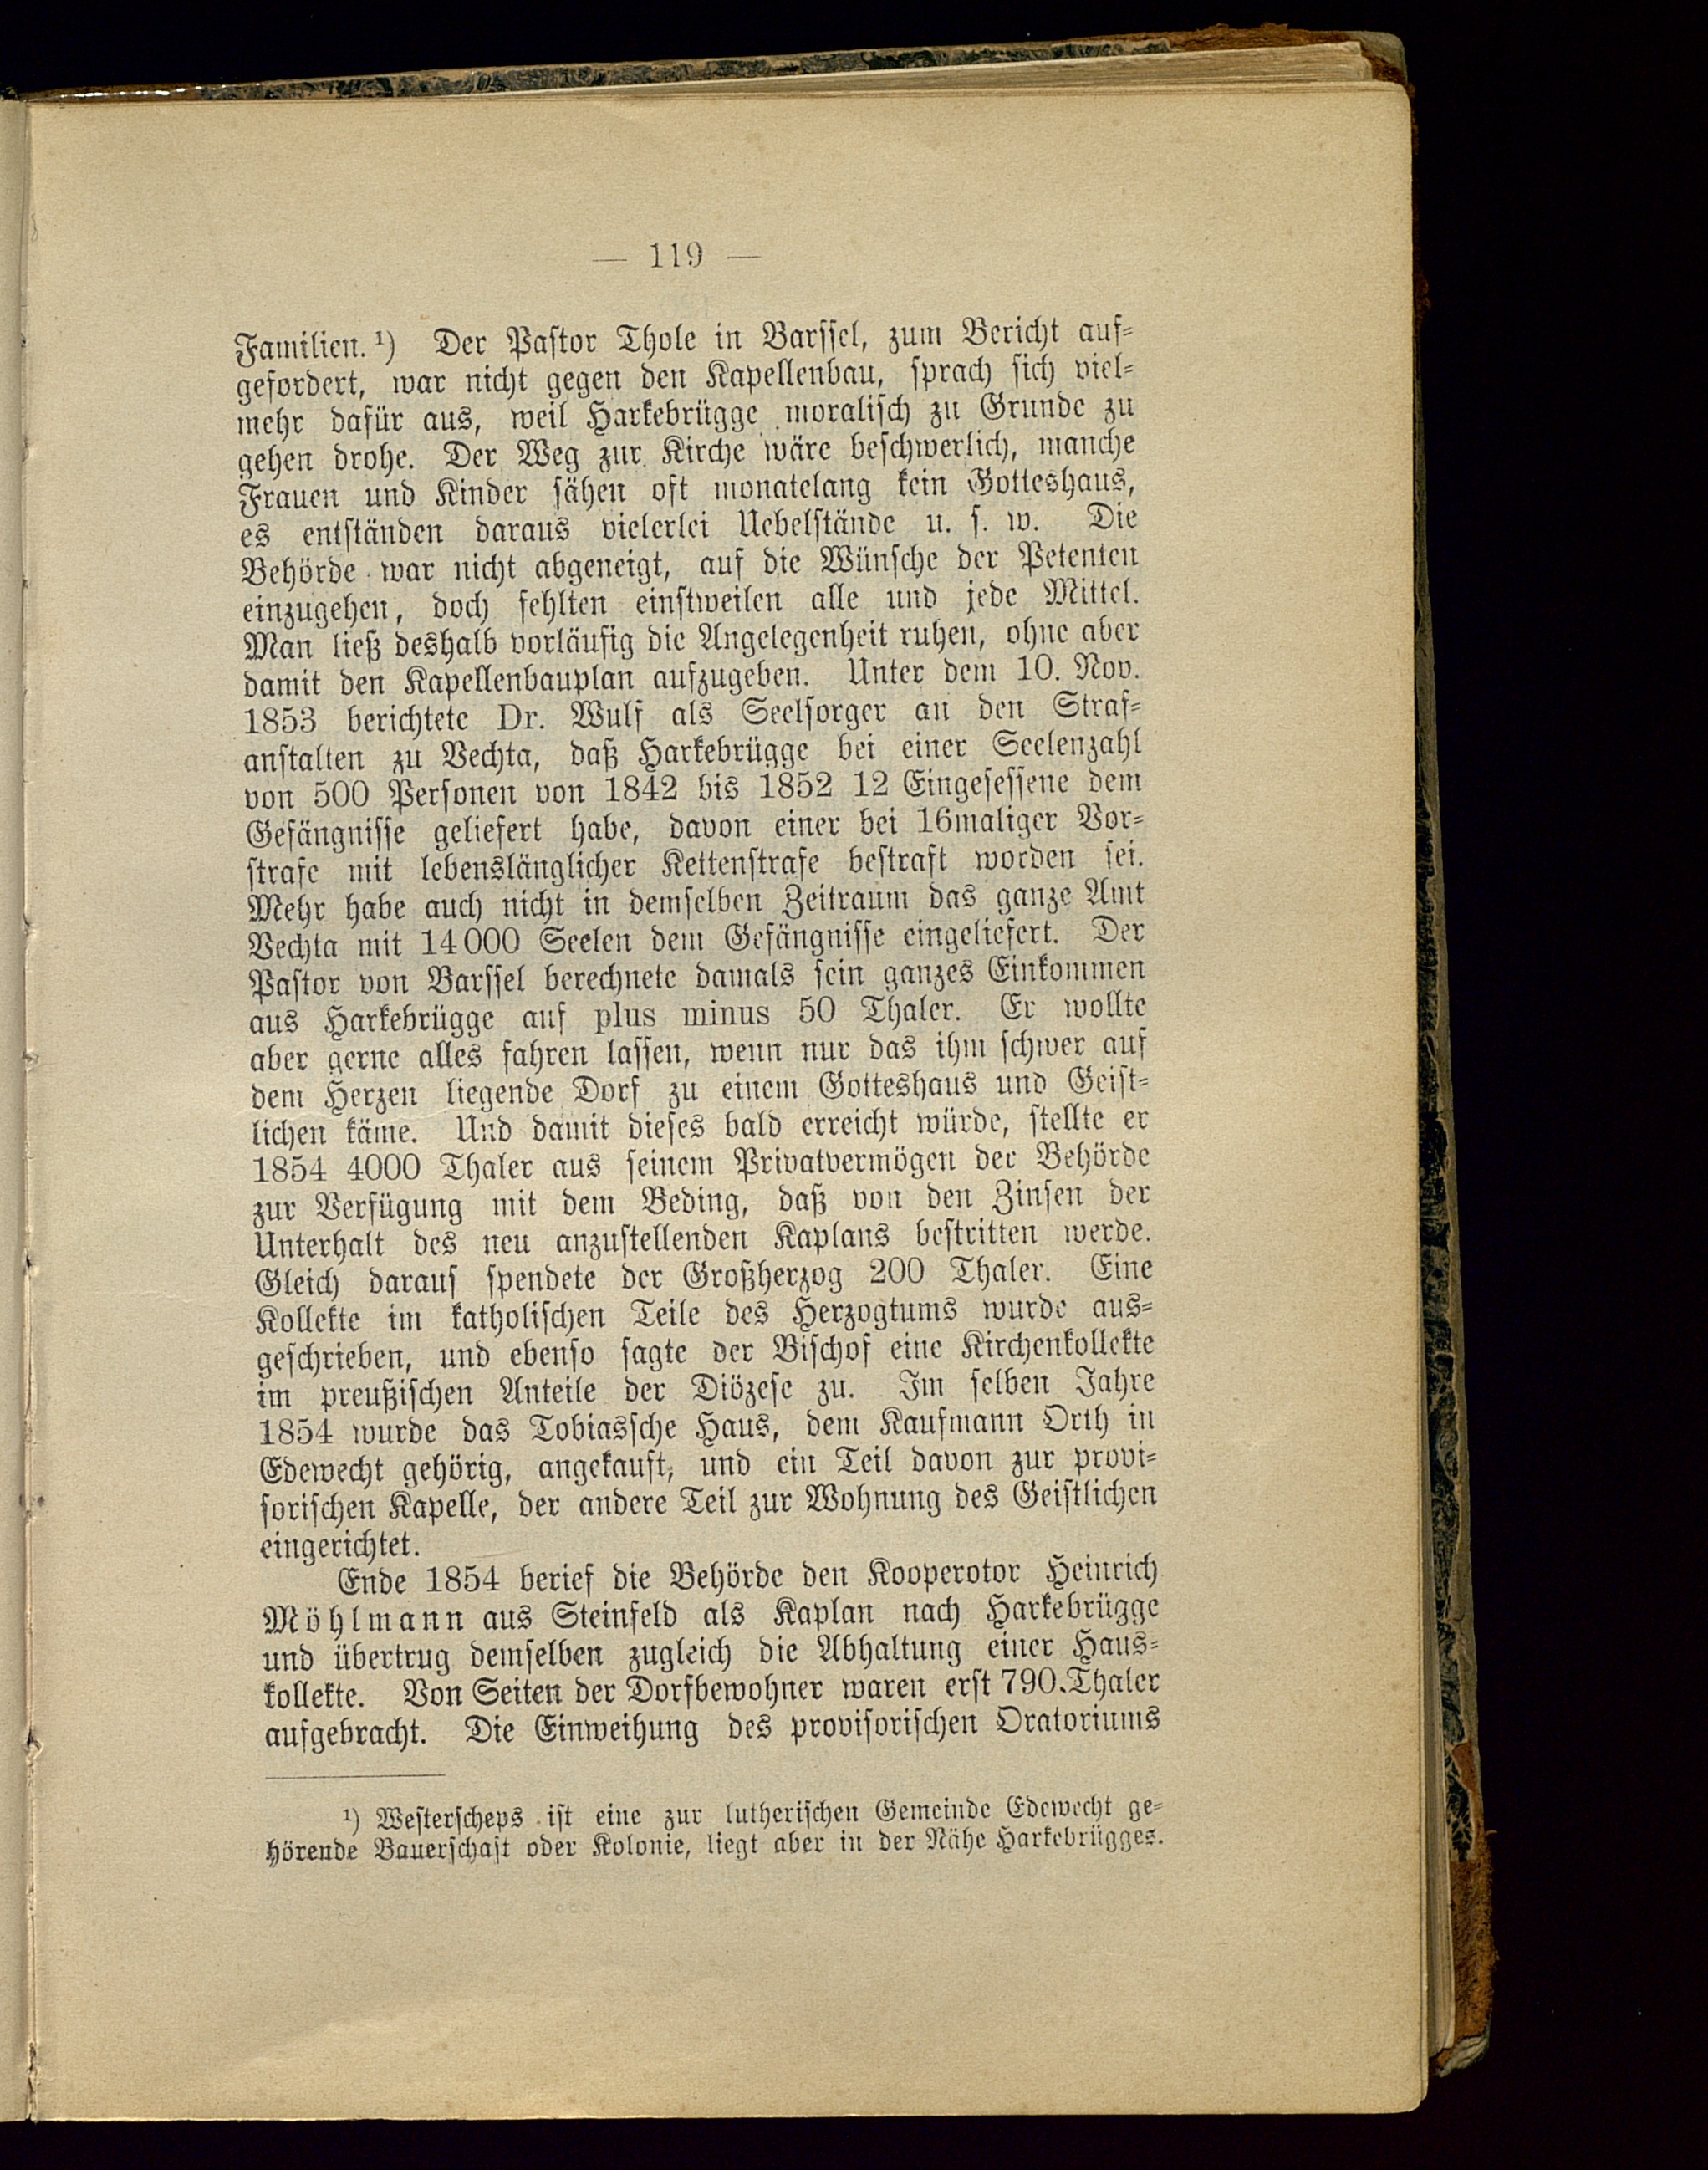 — 119 —
Familien.¹) Der Pastor Thole in Barssel, zum Bericht auf-
gefordert, war nicht gegen den Kapellenbau, sprach sich viel-
mehr dafür aus, weil Harkebrügge moralisch zu Grunde zu
gehen drohe. Der Weg zur Kirche wäre beschwerlich, manche
Frauen und Kinder sähen oft monatelang kein Gotteshaus,
es entständen daraus vielerlei Uebelstände u. s. w. Die
Behörde war nicht abgeneigt, auf die Wünsche der Petenten
einzugehen, doch fehlten einstweilen alle und jede Mittel.
Man ließ deshalb vorläufig die Angelegenheit ruhen, ohne aber
damit den Kapellenbauplan aufzugeben. Unter dem 10. Nov.
1853 berichtete Dr. Wulf als Seelsorger an den Straf-
anstalten zu Vechta, daß Harkebrügge bei einer Seelenzahl
von 500 Personen von 1842 bis 1852 12 Eingesessene dem
Gefängnisse geliefert habe, davon einer bei 16maliger Vor-
strafe mit lebenslänglicher Kettenstrafe bestraft worden sei.
Mehr habe auch nicht in demselben Zeitraum das ganze Amt
Vechta mit 14000 Seelen dem Gefängnisse eingeliefert. Der
Pastor von Barssel berechnete damals sein ganzes Einkommen
aus Harkebrügge auf plus minus 50 Thaler. Er wollte
aber gerne alles fahren lassen, wenn nur das ihm schwer auf
dem Herzen liegende Dorf zu einem Gotteshaus und Geist-
lichen käme. Und damit dieses bald erreicht würde, stellte er
1854 4000 Thaler aus seinem Privatvermögen der Behörde
zur Verfügung mit dem Beding, daß von den Zinsen der
Unterhalt des neu anzustellenden Kaplans bestritten werde.
Gleich darauf spendete der Großherzog 200 Thaler. Eine
Kollekte im katholischen Teile des Herzogtums wurde aus-
geschrieben, und ebenso sagte der Bischof eine Kirchenkollekte
im preußischen Anteile der Diözese zu. Im selben Jahre
1854 wurde das Tobiassche Haus, dem Kaufmann Orth in
Edewecht gehörig, angekauft, und ein Teil davon zur provi-
sorischen Kapelle, der andere Teil zur Wohnung des Geistlichen
eingerichtet.
Ende 1854 berief die Behörde den Kooperotor Heinrich
Möhlmann aus Steinfeld als Kaplan nach Harkebrügge
und übertrug demselben zugleich die Abhaltung einer Haus-
kollekte. Von Seiten der Dorfbewohner waren erst 790 Thaler
aufgebracht. Die Einweihung des provisorischen Oratoriums
¹) Westerscheps ist eine zur lutherischen Gemeinde Edewecht ge-
hörende Bauerschaft oder Kolonie, liegt aber in der Nähe Harkebrügges.